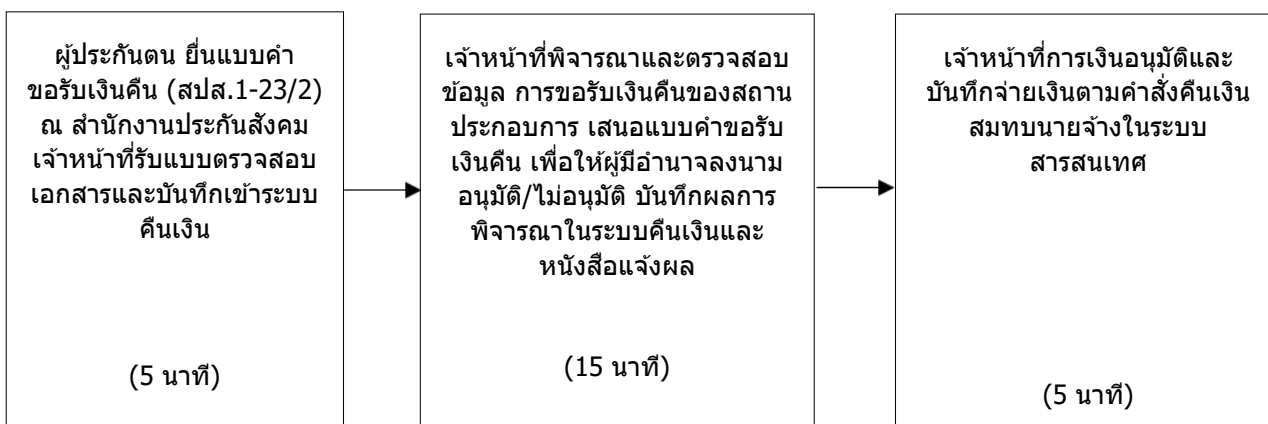 ผู้ประกันตน ยื่นแบบคำ
ขอรับเงินคืน (สปส.1-23/2)
ณ สำนักงานประกันสังคม
เจ้าหน้าที่รับแบบตรวจสอบ
เอกสารและบันทึกเข้าระบบ
คืนเงิน
(5 นาที)
เจ้าหน้าที่พิจารณาและตรวจสอบ
ข้อมูล การขอรับเงินคืนของสถาน
ประกอบการ เสนอแบบคำขอรับ
เงินคืน เพื่อให้ผู้มีอำนาจลงนาม
อนุมัติ/ไม่อนุมัติ บันทึกผลการ
พิจารณาในระบบคืนเงินและ
หนังสือแจ้งผล
(15 นาที)
เจ้าหน้าที่การเงินอนุมัติและ
บันทึกจ่ายเงินตามคำสั่งคืนเงิน
สมทบนายจ้างในระบบ
สารสนเทศ
(5 นาที)